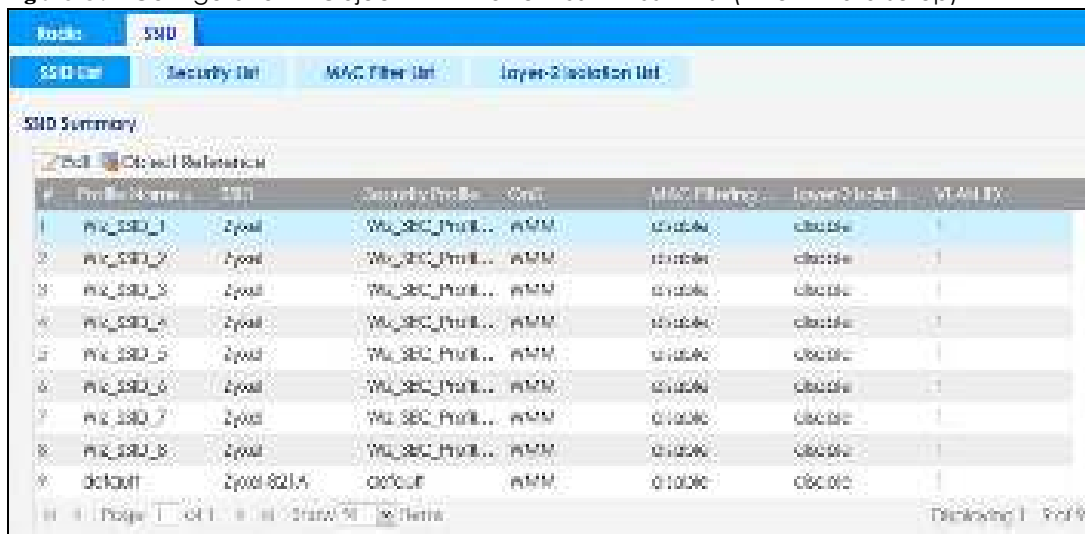 Radio SSID
SSID List Security List MAC Filter List Layer-2 Isolation List
SSID Summary
Edit Object Reference
# Profile Name SSID Security Profile QoS MAC Filtering... Layer-2 Isolati... VLAN ID
1 Wiz_SSID_1 Zyxel Wiz_SEC_Profil... WMM disable disable 1
2 Wiz_SSID_2 Zyxel Wiz_SEC_Profil... WMM disable disable 1
3 Wiz_SSID_3 Zyxel Wiz_SEC_Profil... WMM disable disable 1
4 Wiz_SSID_4 Zyxel Wiz_SEC_Profil... WMM disable disable 1
5 Wiz_SSID_5 Zyxel Wiz_SEC_Profil... WMM disable disable 1
6 Wiz_SSID_6 Zyxel Wiz_SEC_Profil... WMM disable disable 1
7 Wiz_SSID_7 Zyxel Wiz_SEC_Profil... WMM disable disable 1
8 Wiz_SSID_8 Zyxel Wiz_SEC_Profil... WMM disable disable 1
9 default default WMM disable disable 1
Page 1 of 1 Show 50 items Displaying 1 - 9 of 9